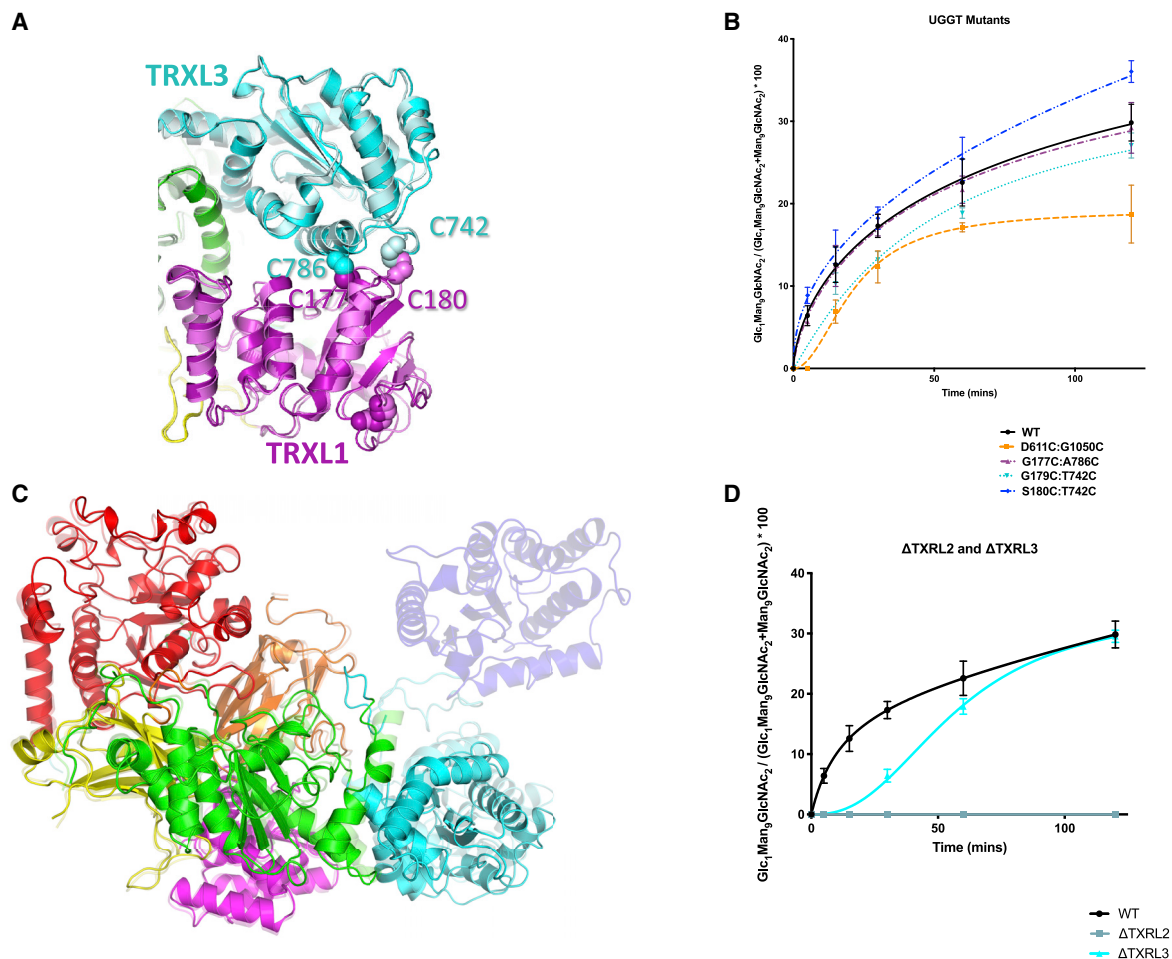 A
TRXL3
C742
C786
C177
C180
TRXL1
B
UGGT Mutants
Glc₁Man₉GlcNAc₂ / (Glc₁Man₉GlcNAc₂+Man₉GlcNAc₂) * 100
40
30
20
10
0
0
50
100
Time (mins)
WT
D611C:G1050C
G177C:A786C
G179C:T742C
S180C:T742C
C
D
ΔTXRL2 and ΔTXRL3
Glc₁Man₉GlcNAc₂ / (Glc₁Man₉GlcNAc₂+Man₉GlcNAc₂) * 100
40
30
20
10
0
0
50
100
Time (mins)
WT
ΔTXRL2
ΔTXRL3